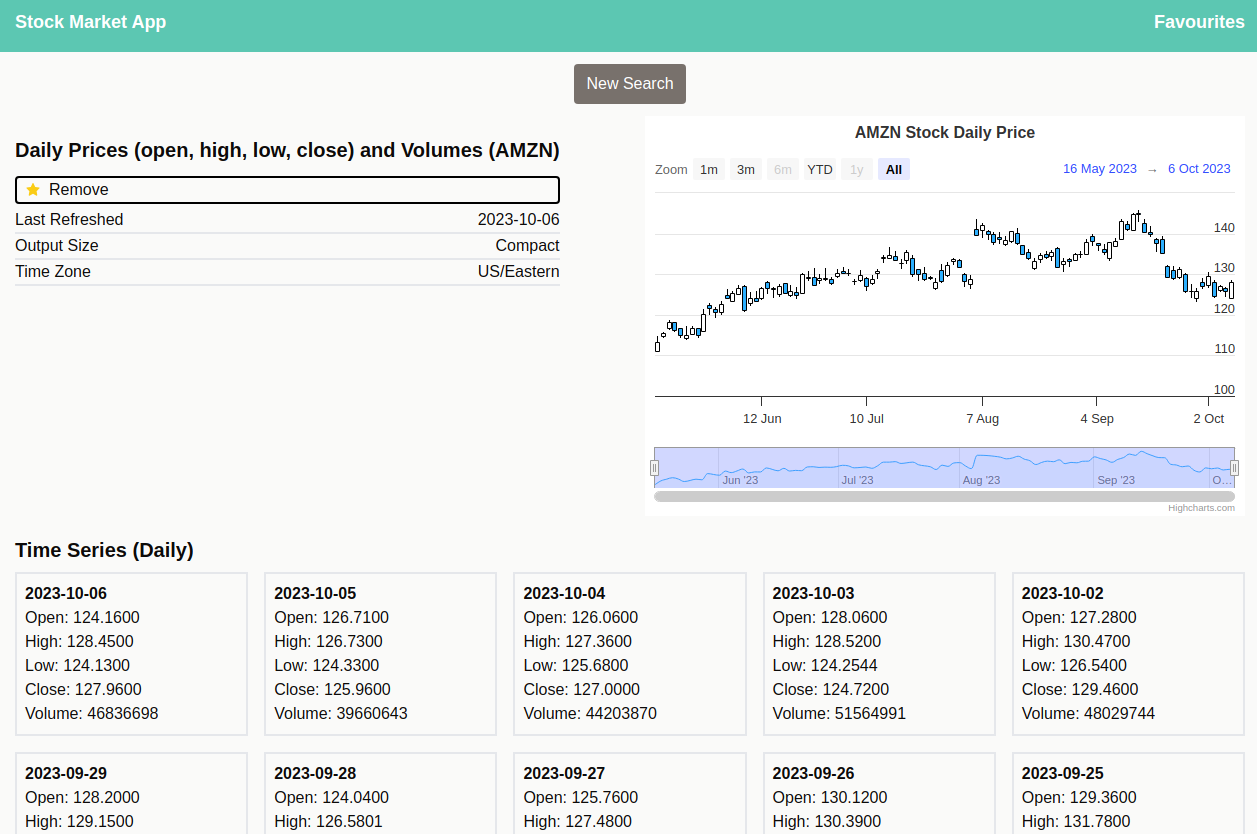 Stock Market App
Favourites
New Search
Daily Prices (open, high, low, close) and Volumes (AMZN)
Remove
Last Refreshed 2023-10-06
Output Size Compact
Time Zone US/Eastern
AMZN Stock Daily Price
Zoom 1m 3m 6m YTD 1y All 16 May 2023 → 6 Oct 2023
140
130
120
110
100
12 Jun 10 Jul 7 Aug 4 Sep 2 Oct
Jun '23 Jul '23 Aug '23 Sep '23 O…
Highcharts.com
Time Series (Daily)
2023-10-06
Open: 124.1600
High: 128.4500
Low: 124.1300
Close: 127.9600
Volume: 46836698
2023-10-05
Open: 126.7100
High: 126.7300
Low: 124.3300
Close: 125.9600
Volume: 39660643
2023-10-04
Open: 126.0600
High: 127.3600
Low: 125.6800
Close: 127.0000
Volume: 44203870
2023-10-03
Open: 128.0600
High: 128.5200
Low: 124.2544
Close: 124.7200
Volume: 51564991
2023-10-02
Open: 127.2800
High: 130.4700
Low: 126.5400
Close: 129.4600
Volume: 48029744
2023-09-29
Open: 128.2000
High: 129.1500
2023-09-28
Open: 124.0400
High: 126.5801
2023-09-27
Open: 125.7600
High: 127.4800
2023-09-26
Open: 130.1200
High: 130.3900
2023-09-25
Open: 129.3600
High: 131.7800